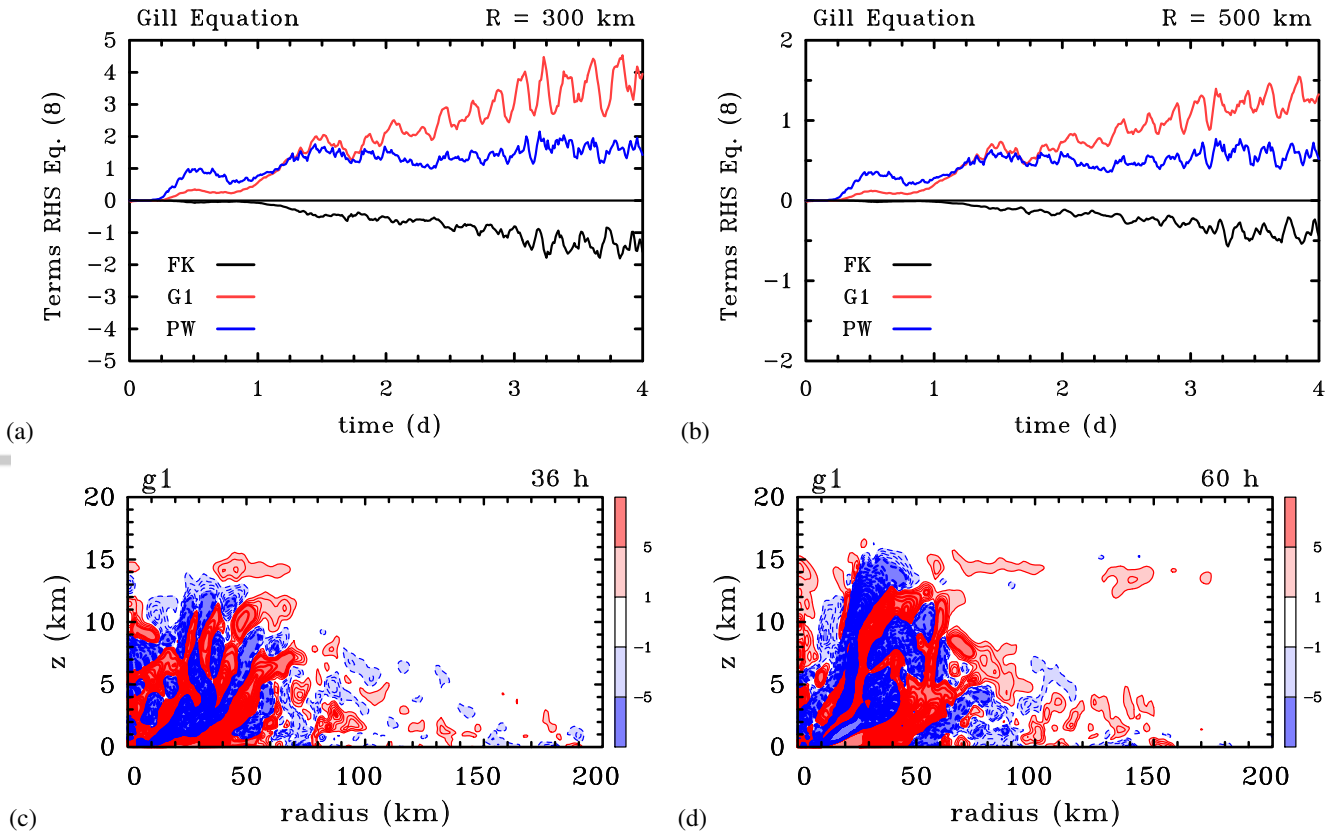 Gill Equation R = 300 km
5
4
3
2
1
0
−1
−2
−3
−4
−5
Terms RHS Eq. (8)
FK
G1
PW
0 1 2 3 4
time (d)
(a)
Gill Equation R = 500 km
2
1
0
−1
−2
Terms RHS Eq. (8)
FK
G1
PW
0 1 2 3 4
time (d)
(b)
g1 36 h
20
15
10
5
0
z (km)
0 50 100 150 200
radius (km)
5
1
−1
−5
(c)
g1 60 h
20
15
10
5
0
z (km)
0 50 100 150 200
radius (km)
5
1
−1
−5
(d)